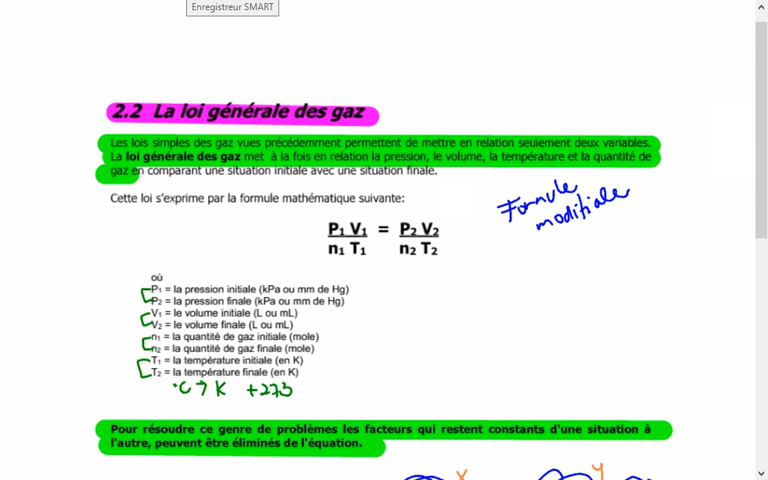 Enregistreur SMART
2.2 La loi générale des gaz
Les lois simples des gaz vues précédemment permettent de mettre en relation seulement deux variables.
La loi générale des gaz met à la fois en relation la pression, le volume, la température et la quantité de
gaz en comparant une situation initiale avec une situation finale.
Cette loi s'exprime par la formule mathématique suivante:
Formule
modifiable
P1 V1 = P2 V2
n1 T1 n2 T2
où
P1 = la pression initiale (kPa ou mm de Hg)
P2 = la pression finale (kPa ou mm de Hg)
V1 = le volume initiale (L ou mL)
V2 = le volume finale (L ou mL)
n1 = la quantité de gaz initiale (mole)
n2 = la quantité de gaz finale (mole)
T1 = la température initiale (en K)
T2 = la température finale (en K)
°C → K +273
Pour résoudre ce genre de problèmes les facteurs qui restent constants d'une situation à
l'autre, peuvent être éliminés de l'équation.
X Y